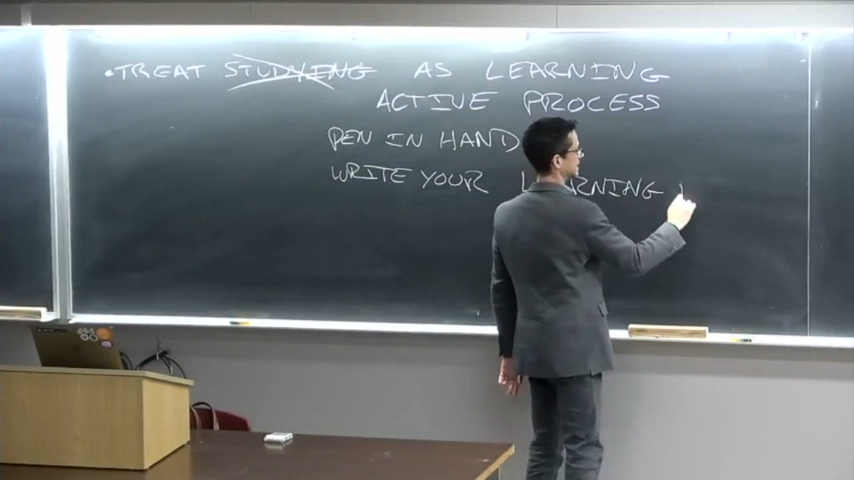 • TREAT STUDYING AS LEARNING
ACTIVE PROCESS
PEN IN HAND
WRITE YOUR LEARNING